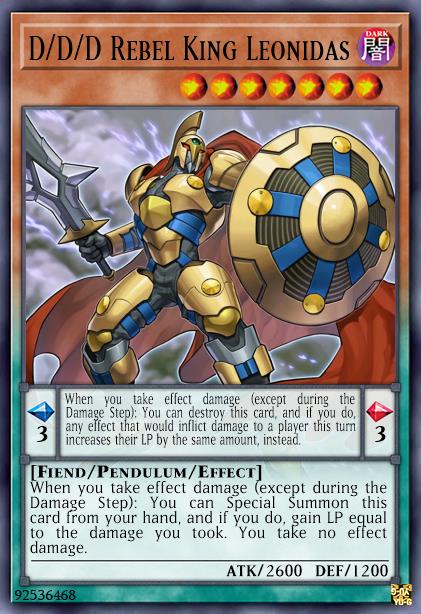 D/D/D Rebel King Leonidas
DARK
闇
When you take effect damage (except during the
Damage Step): You can destroy this card, and if you do,
any effect that would inflict damage to a player this turn
increases their LP by the same amount, instead.
3
3
[Fiend/Pendulum/Effect]
When you take effect damage (except during the
Damage Step): You can Special Summon this
card from your hand, and if you do, gain LP equal
to the damage you took. You take no effect
damage.
ATK/2600 DEF/1200
92536468